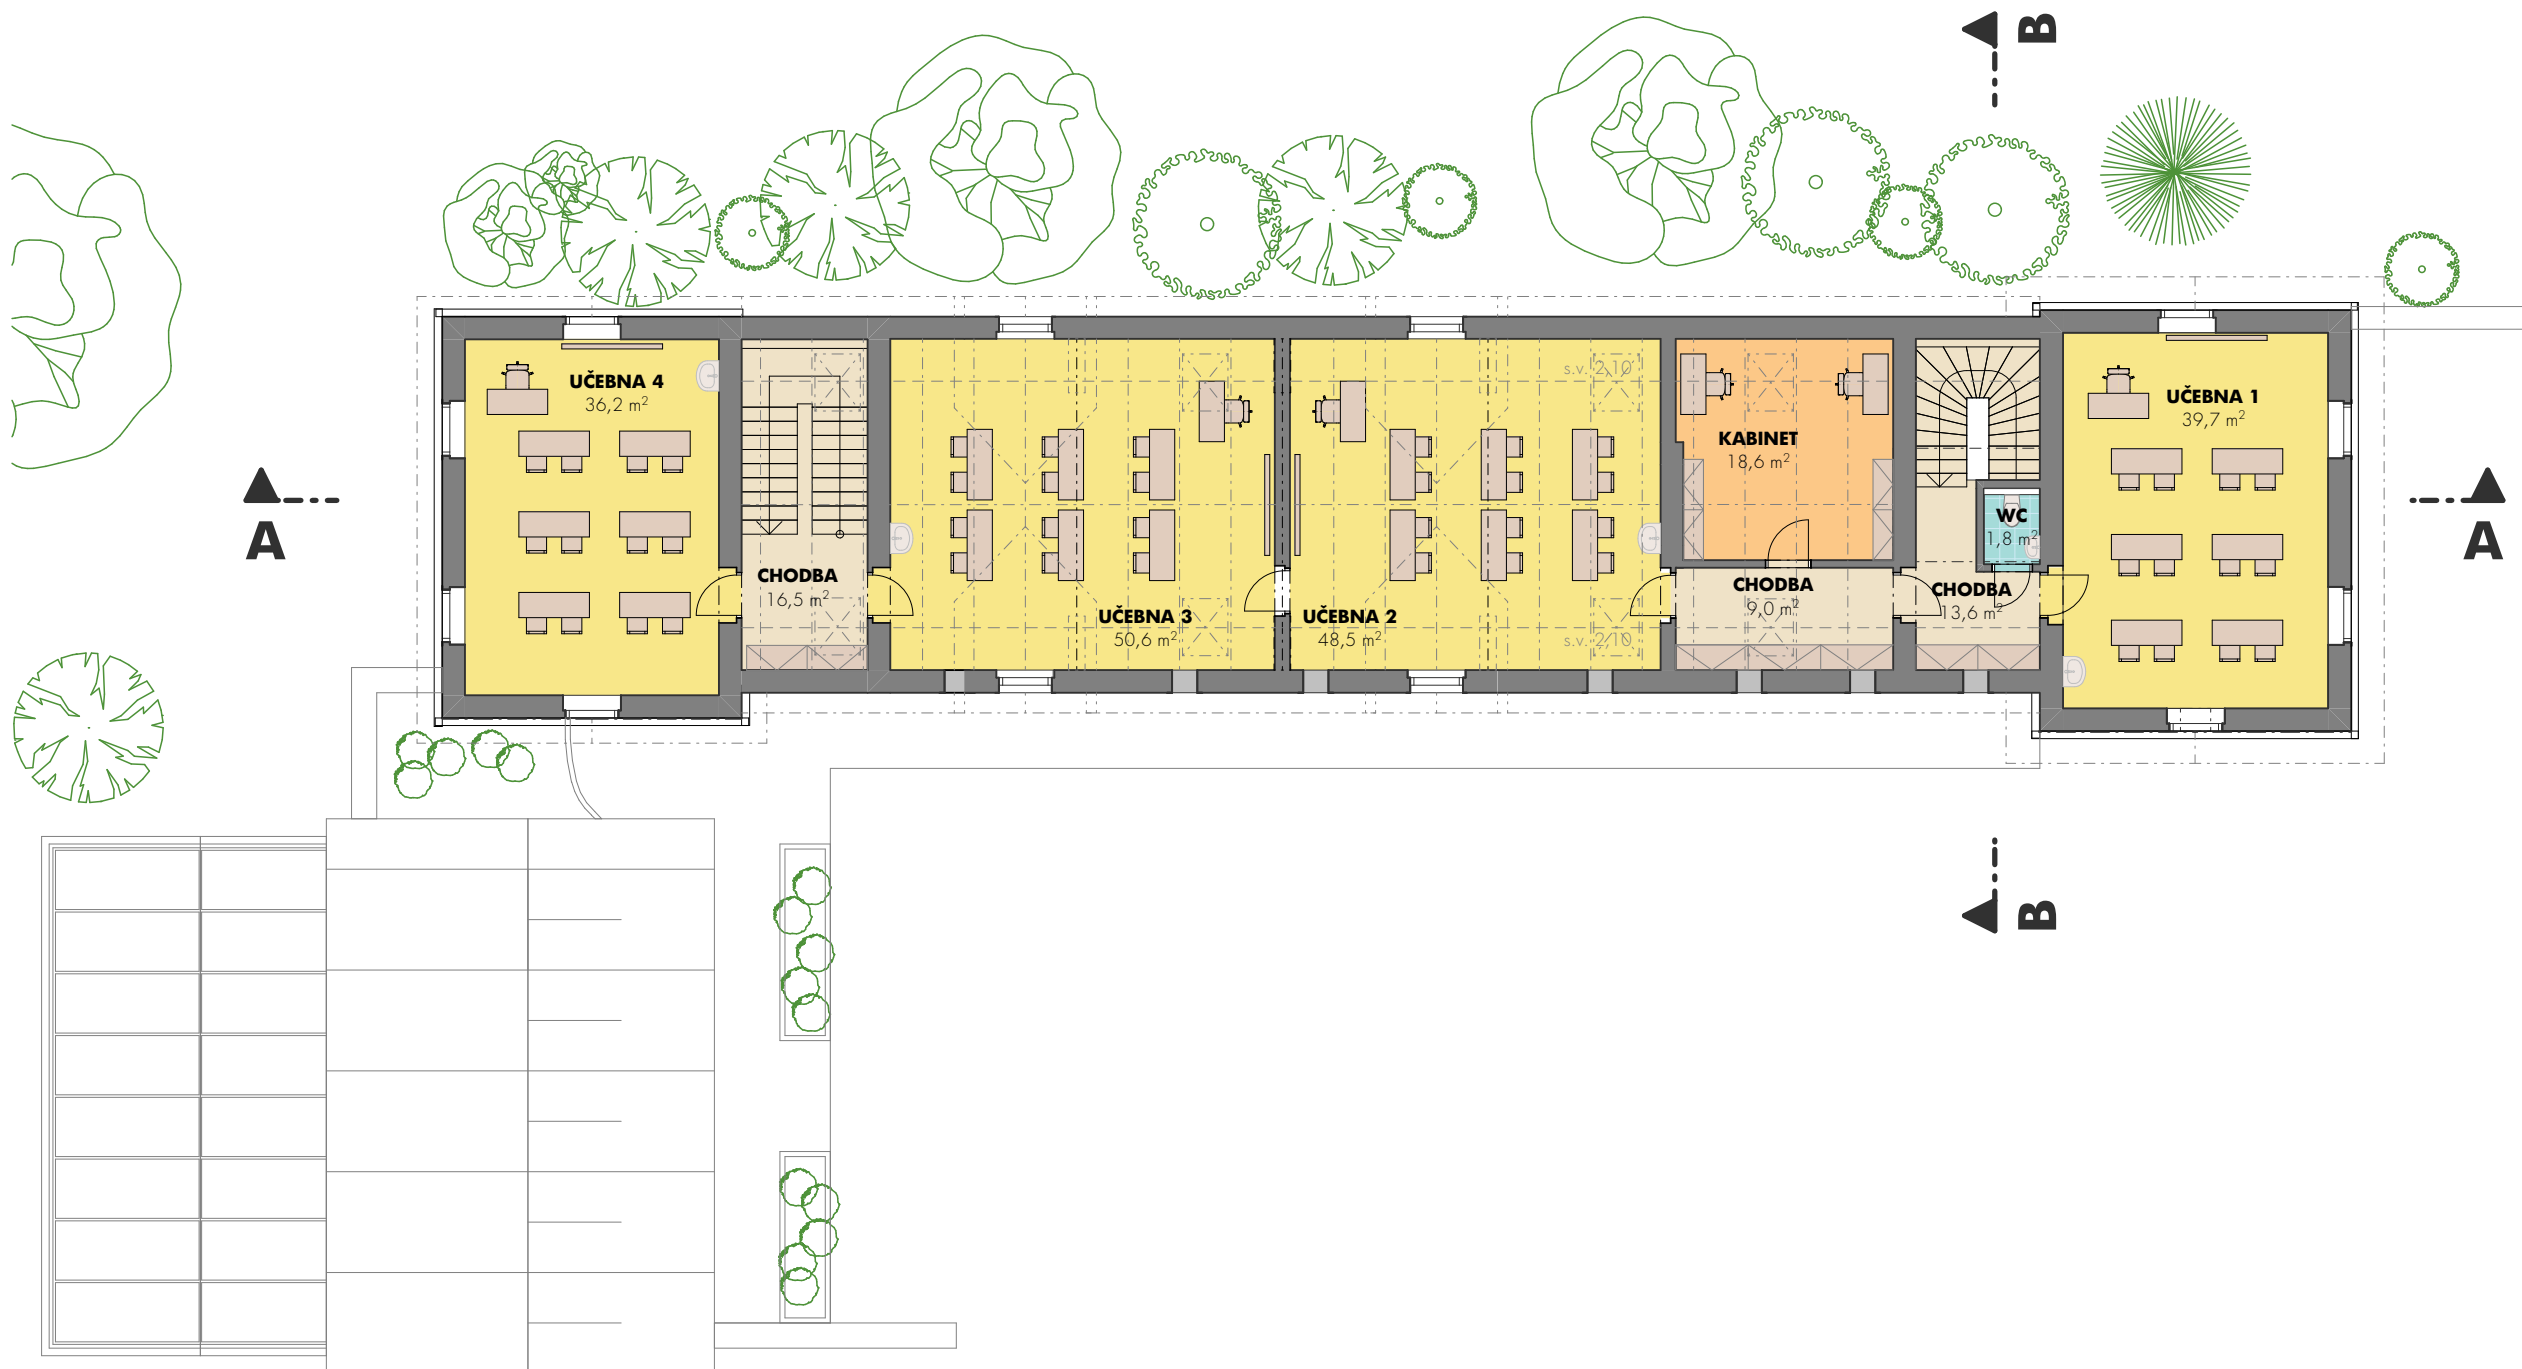 B
UČEBNA 4
36,2 m²
s.v. 2,10
UČEBNA 1
39,7 m²
KABINET
18,6 m²
A
A
WC
1,8 m²
CHODBA
16,5 m²
CHODBA
9,0 m²
CHODBA
13,6 m²
UČEBNA 3
50,6 m²
UČEBNA 2
48,5 m²
s.v. 2,10
B